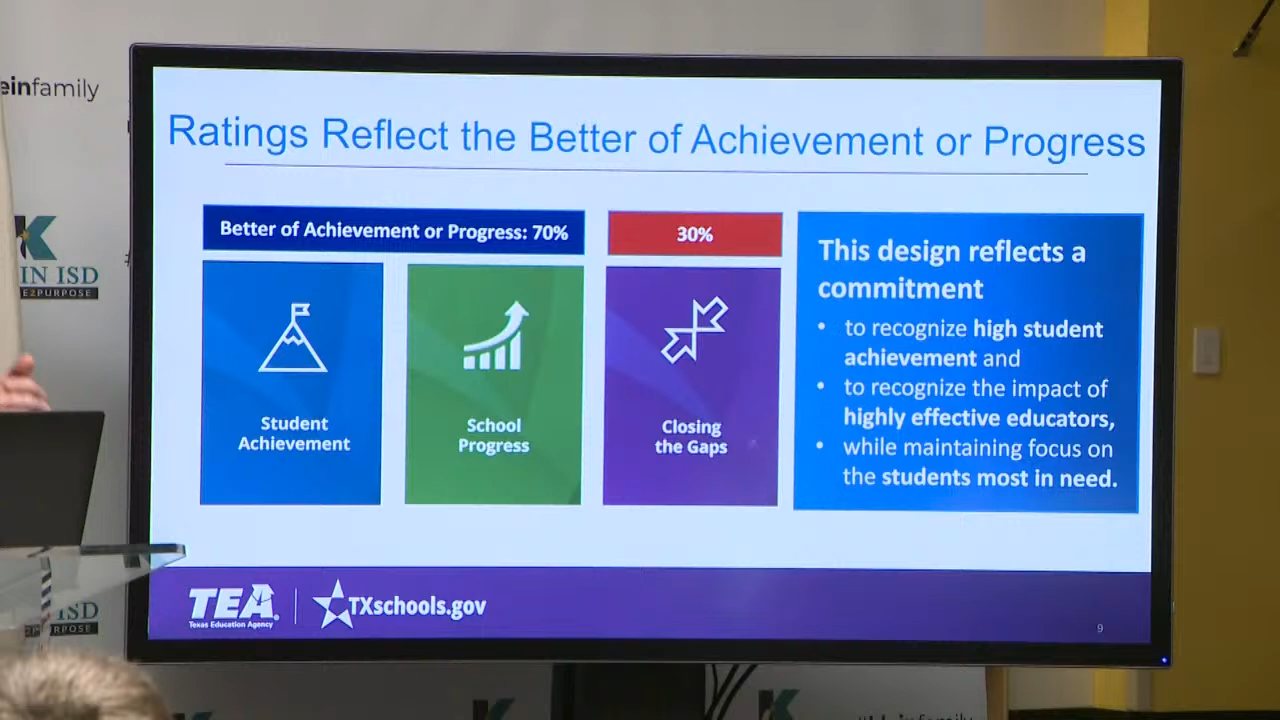 einfamily
K
IN ISD
E2PURPOSE
Ratings Reflect the Better of Achievement or Progress
Better of Achievement or Progress: 70%
30%
Student
Achievement
School
Progress
Closing
the Gaps
This design reflects a
commitment
• to recognize high student
achievement and
• to recognize the impact of
highly effective educators,
• while maintaining focus on
the students most in need.
TEA
Texas Education Agency
TXschools.gov
9
ISD
PURPOSE
K
K